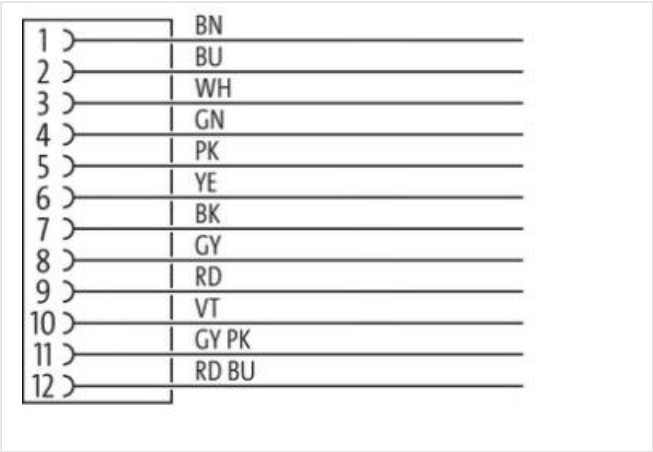 1 BN
2 BU
3 WH
4 GN
5 PK
6 YE
7 BK
8 GY
9 RD
10 VT
11 GY PK
12 RD BU